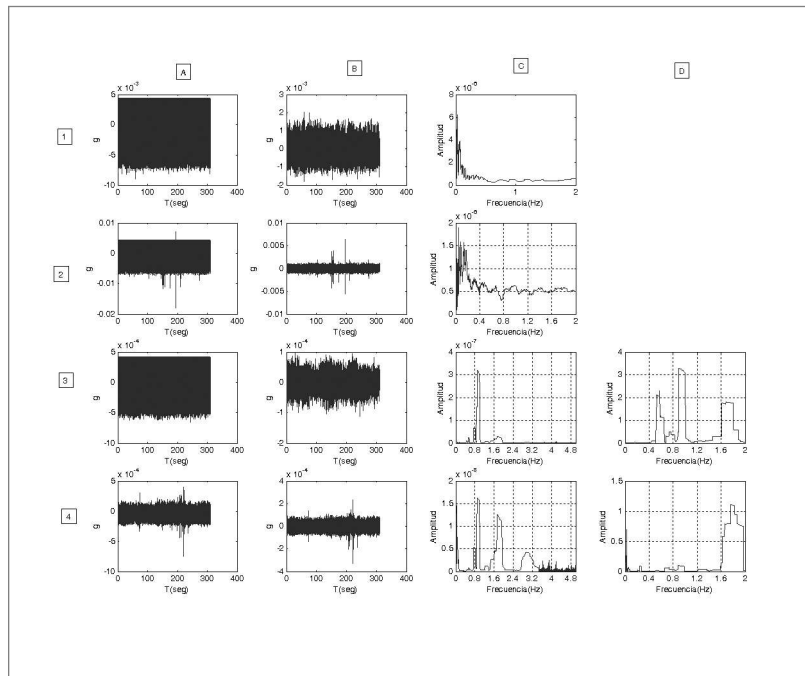 A B C D
1
x 10⁻³
5
0
-5
-10
g
0 100 200 300 400
T(seg)
x 10⁻³
3
2
1
0
-1
-2
g
0 100 200 300 400
T(seg)
x 10⁻⁶
8
6
4
2
0
Amplitud
0 1 2
Frecuencia(Hz)
2
0.01
0
-0.01
-0.02
g
0 100 200 300 400
T(seg)
0.01
0.005
0
-0.005
-0.01
g
0 100 200 300 400
T(seg)
2
1.5
1
0.5
0
Amplitud
0 0.4 0.8 1.2 1.6 2
Frecuencia(Hz)
3
x 10⁻⁴
5
0
-5
-10
g
0 100 200 300 400
T(seg)
x 10⁻⁴
1
0
-1
-2
g
0 100 200 300 400
T(seg)
x 10⁻⁷
4
3
2
1
0
Amplitud
0 0.8 1.6 2.4 3.2 4 4.8
Frecuencia(Hz)
4
3
2
1
0
Amplitud
0 0.4 0.8 1.2 1.6 2
Frecuencia(Hz)
4
x 10⁻⁴
5
0
-5
-10
g
0 100 200 300 400
T(seg)
x 10⁻⁴
4
2
0
-2
-4
g
0 100 200 300 400
T(seg)
2
1.5
1
0.5
0
Amplitud
0 0.8 1.6 2.4 3.2 4 4.8
Frecuencia(Hz)
1.5
1
0.5
0
Amplitud
0 0.4 0.8 1.2 1.6 2
Frecuencia(Hz)